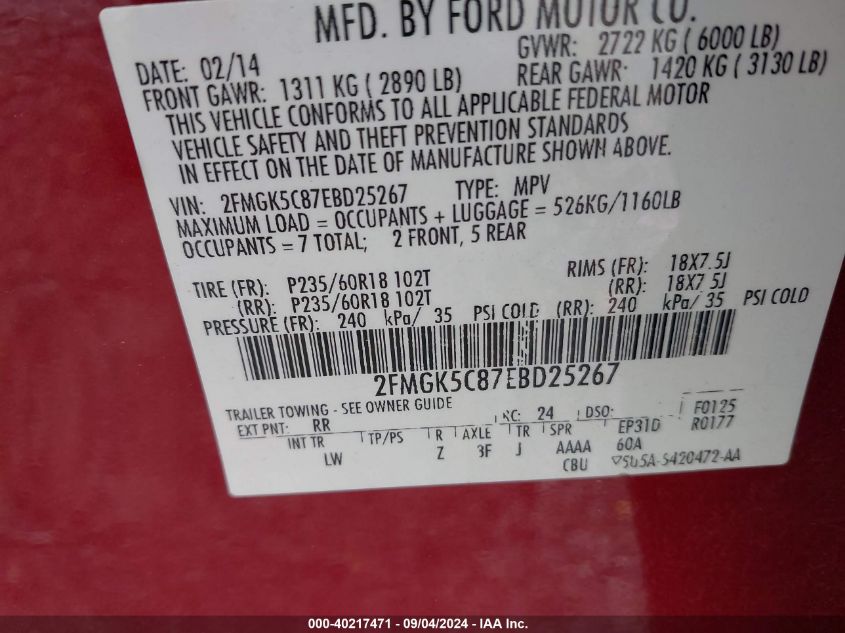 MFD. BY FORD MOTOR CO.
DATE: 02/14 GVWR: 2722 KG ( 6000 LB)
FRONT GAWR: 1311 KG ( 2890 LB) REAR GAWR: 1420 KG ( 3130 LB)
THIS VEHICLE CONFORMS TO ALL APPLICABLE FEDERAL MOTOR
VEHICLE SAFETY AND THEFT PREVENTION STANDARDS
IN EFFECT ON THE DATE OF MANUFACTURE SHOWN ABOVE.
VIN: 2FMGK5C87EBD25267 TYPE: MPV
MAXIMUM LOAD = OCCUPANTS + LUGGAGE = 526KG/1160LB
OCCUPANTS = 7 TOTAL; 2 FRONT, 5 REAR
TIRE (FR): P235/60R18 102T RIMS (FR): 18X7.5J
(RR): P235/60R18 102T (RR): 18X7.5J
PRESSURE (FR): 240 kPa/ 35 PSI COLD (RR): 240 kPa/ 35 PSI COLD
2FMGK5C87EBD25267
TRAILER TOWING - SEE OWNER GUIDE RC: 24 DSO: F0125
EXT PNT: RR EP31D R0177
INT TR TP/PS R AXLE TR SPR 60A
LW Z 3F J AAAA
CBU 5U5A-S420472-AA
000-40217471 - 09/04/2024 - IAA Inc.